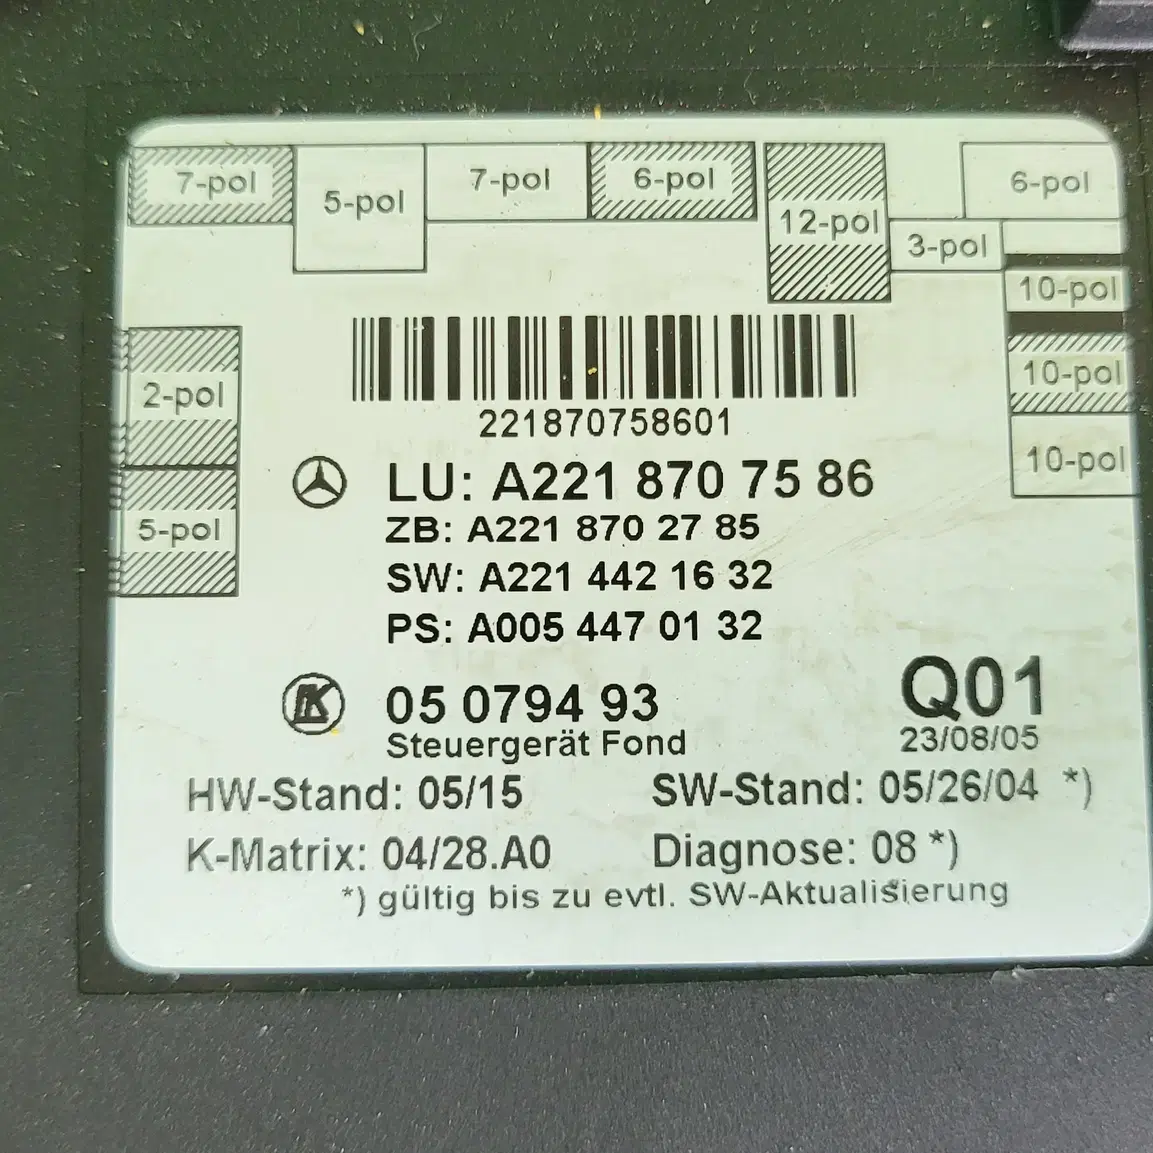 7-pol
5-pol
7-pol
6-pol
12-pol
3-pol
6-pol
10-pol
10-pol
10-pol
2-pol
5-pol
221870758601
LU: A221 870 75 86
ZB: A221 870 27 85
SW: A221 442 16 32
PS: A005 447 01 32
K
05 0794 93
Steuergerät Fond
Q01
23/08/05
HW-Stand: 05/15
SW-Stand: 05/26/04 *)
K-Matrix: 04/28.A0
Diagnose: 08 *)
*) gültig bis zu evtl. SW-Aktualisierung